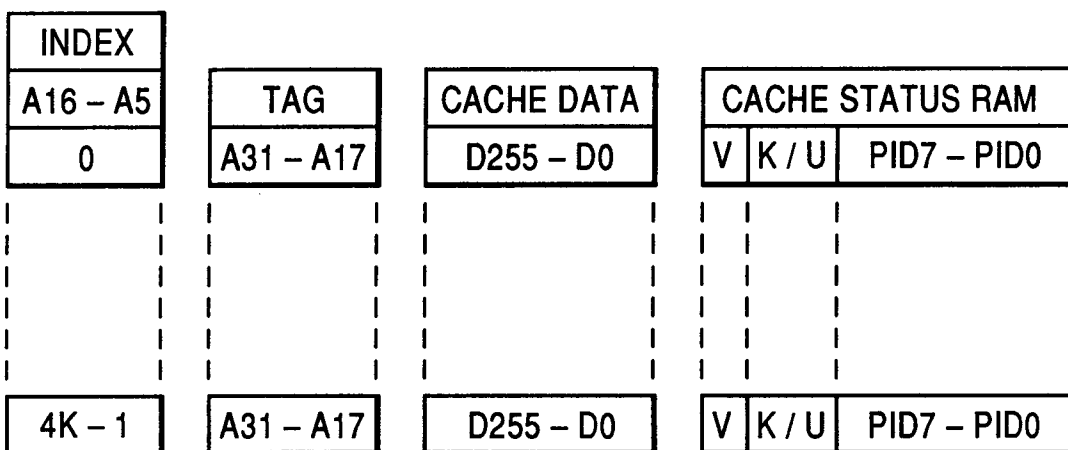 INDEX
A16 – A5 TAG CACHE DATA CACHE STATUS RAM
0 A31 – A17 D255 – D0 V K / U PID7 – PID0
4K – 1 A31 – A17 D255 – D0 V K / U PID7 – PID0